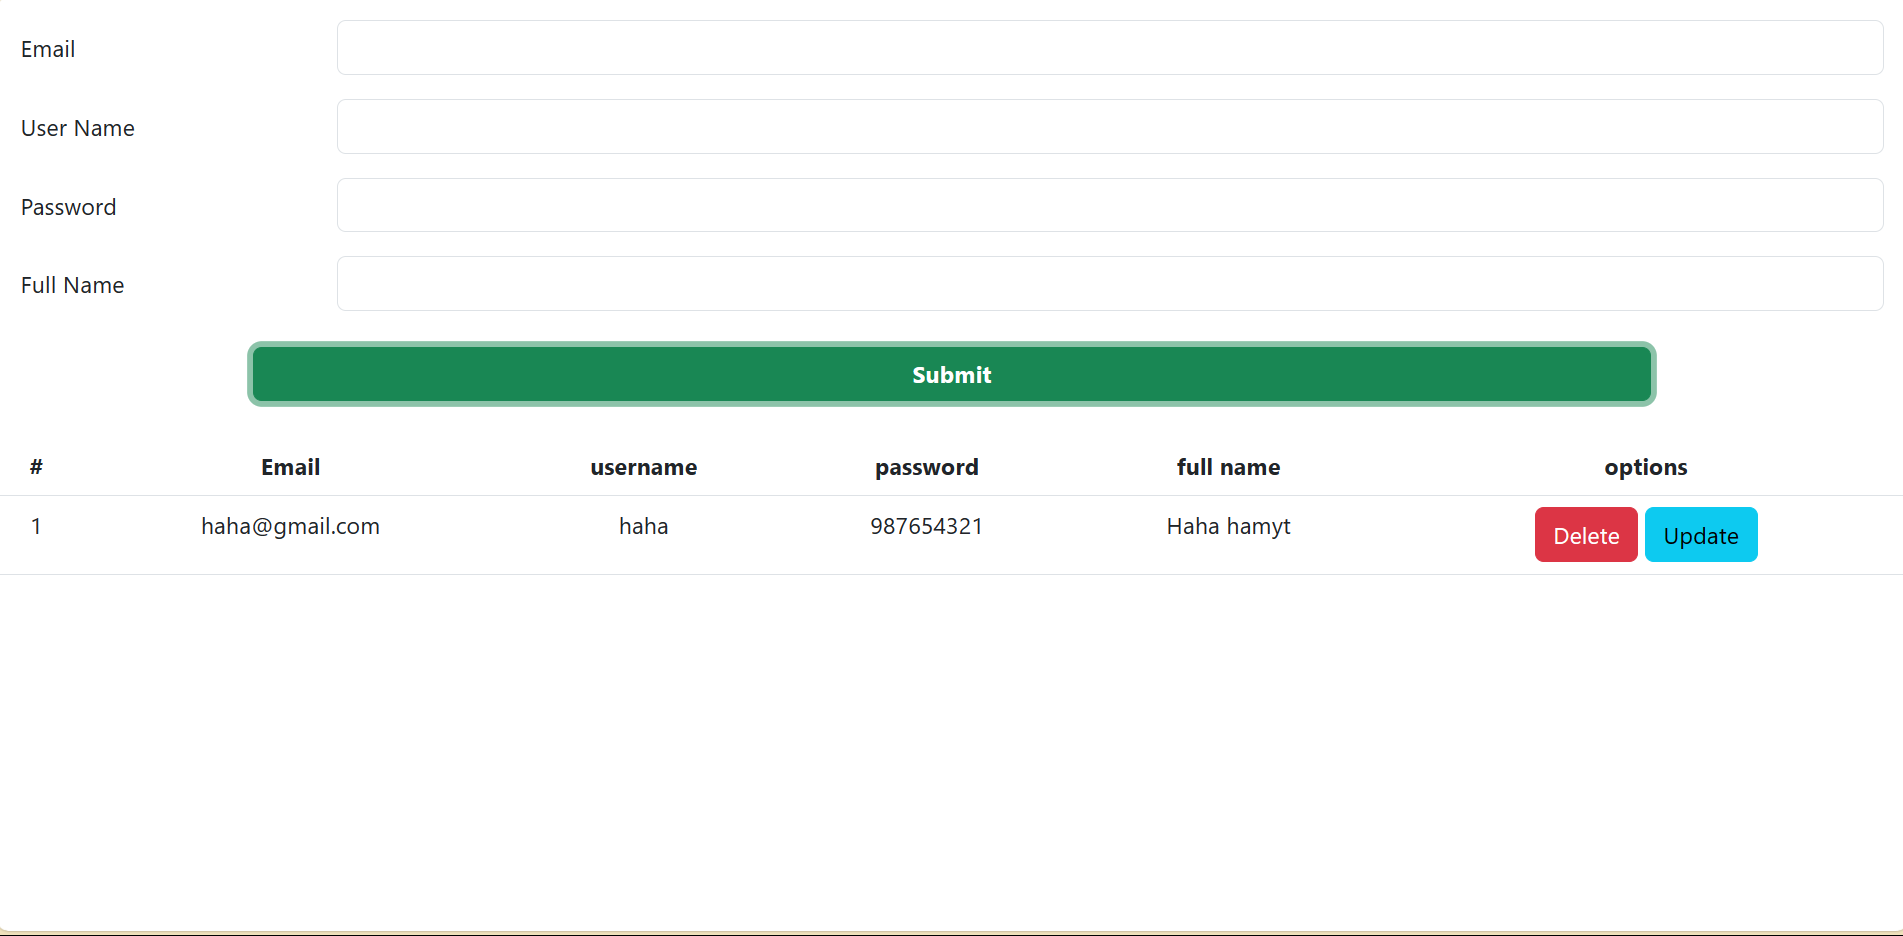 Email
User Name
Password
Full Name
Submit
# Email username password full name options
1 haha@gmail.com haha 987654321 Haha hamyt Delete Update